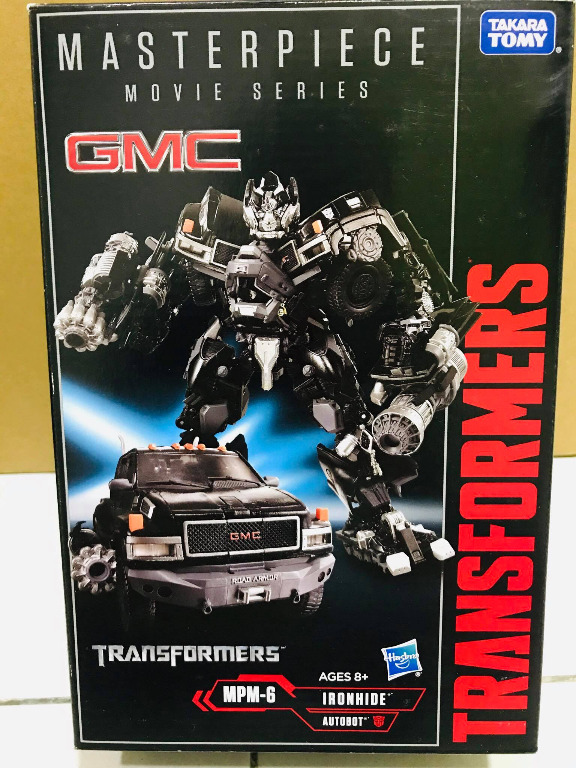 MASTERPIECE
MOVIE SERIES
TAKARA
TOMY
GMC
GMC
ROAD ARMOR
TRANSFORMERS
TRANSFORMERS
Hasbro
AGES 8+
MPM-6
IRONHIDE
AUTOBOT